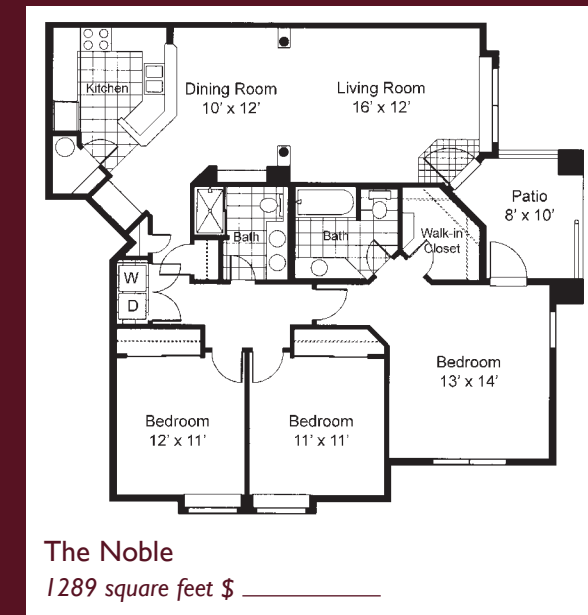 Kitchen
Dining Room
10’ x 12’
Living Room
16’ x 12’
Patio
8’ x 10’
Bath
Bath
Walk-in
Closet
W
D
Bedroom
13’ x 14’
Bedroom
12’ x 11’
Bedroom
11’ x 11’
The Noble
1289 square feet $ ____________